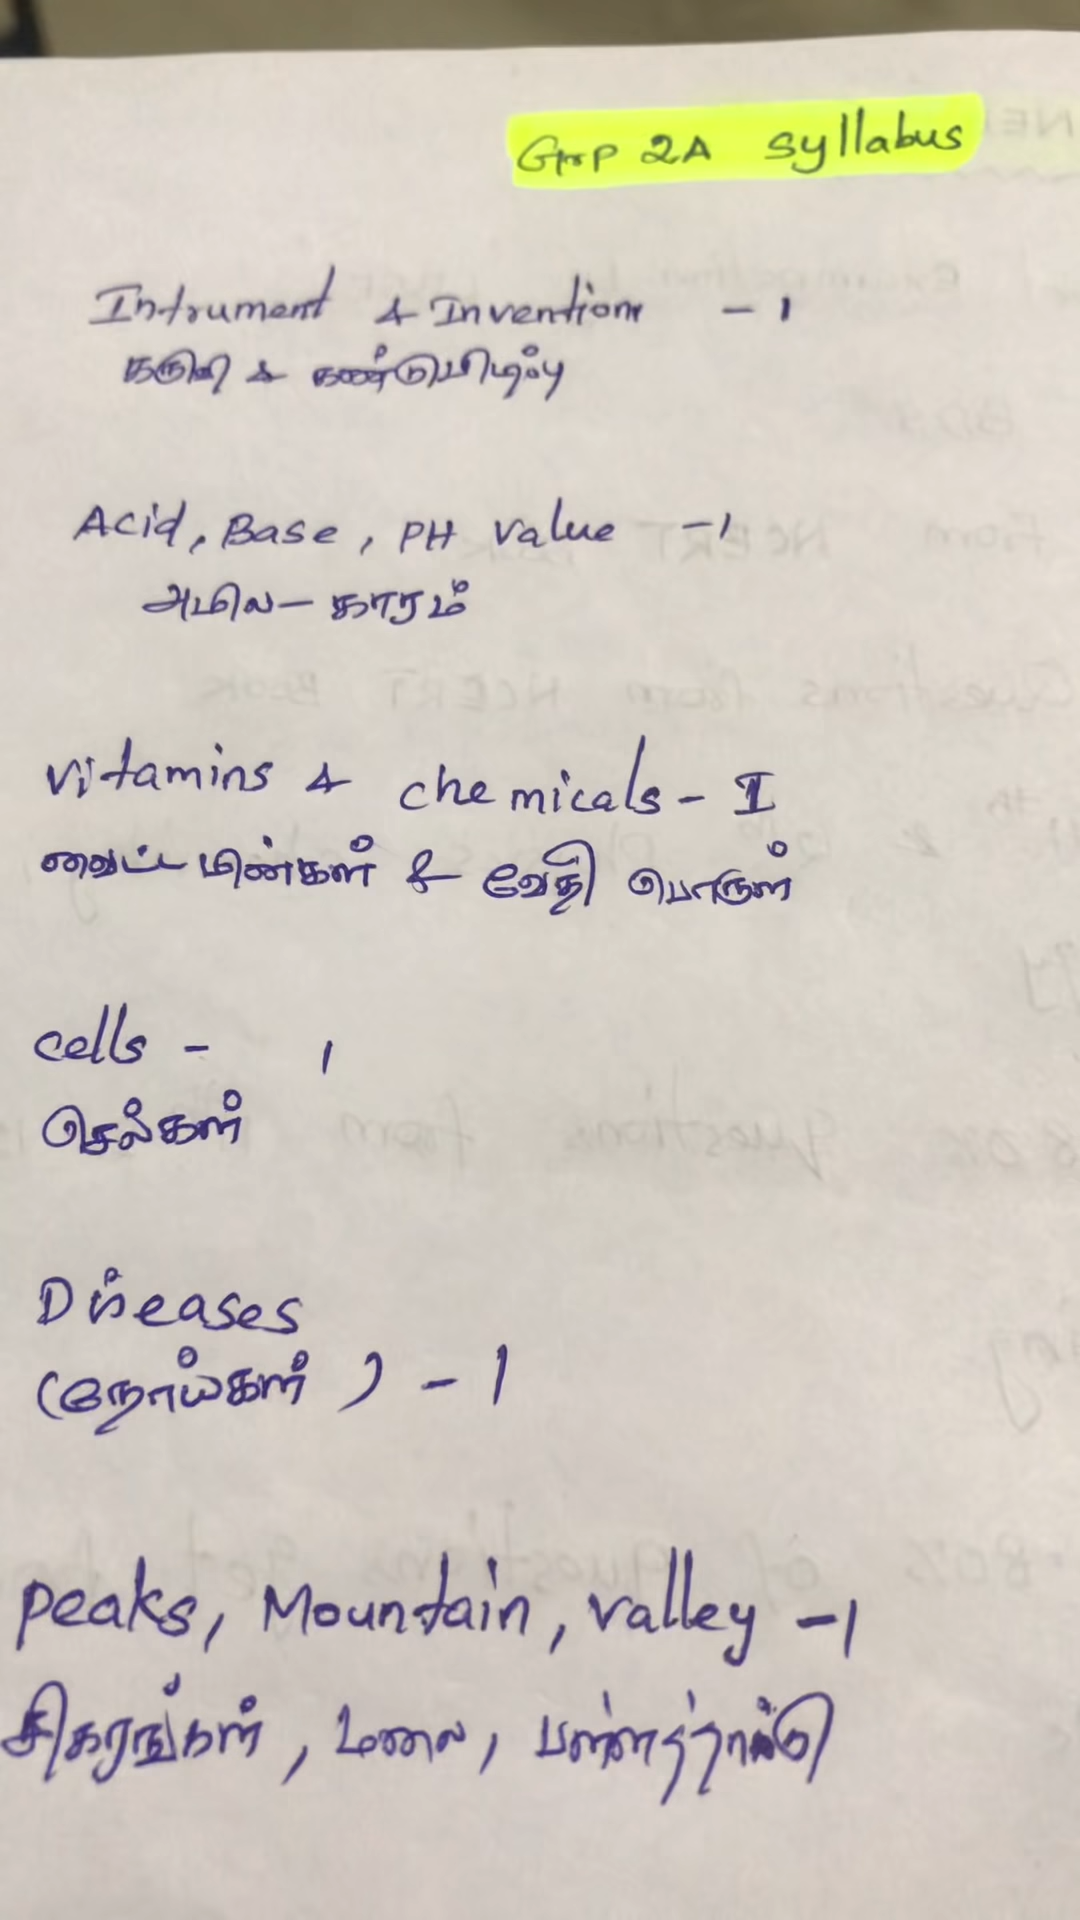 Grp 2A syllabus
Intrument & Inventions - 1
கருவி & கண்டுபிடிப்பு
Acid, Base, PH value - 1
அமில - காரம்
vitamins & chemicals - I
வைட்டமின்கள் & வேதி பொருள்
cells - 1
செல்கள்
Diseases
(நோய்கள்) - 1
Peaks, Mountain, valley - 1
சிகரங்கள், மலை, பள்ளத்தாக்கு